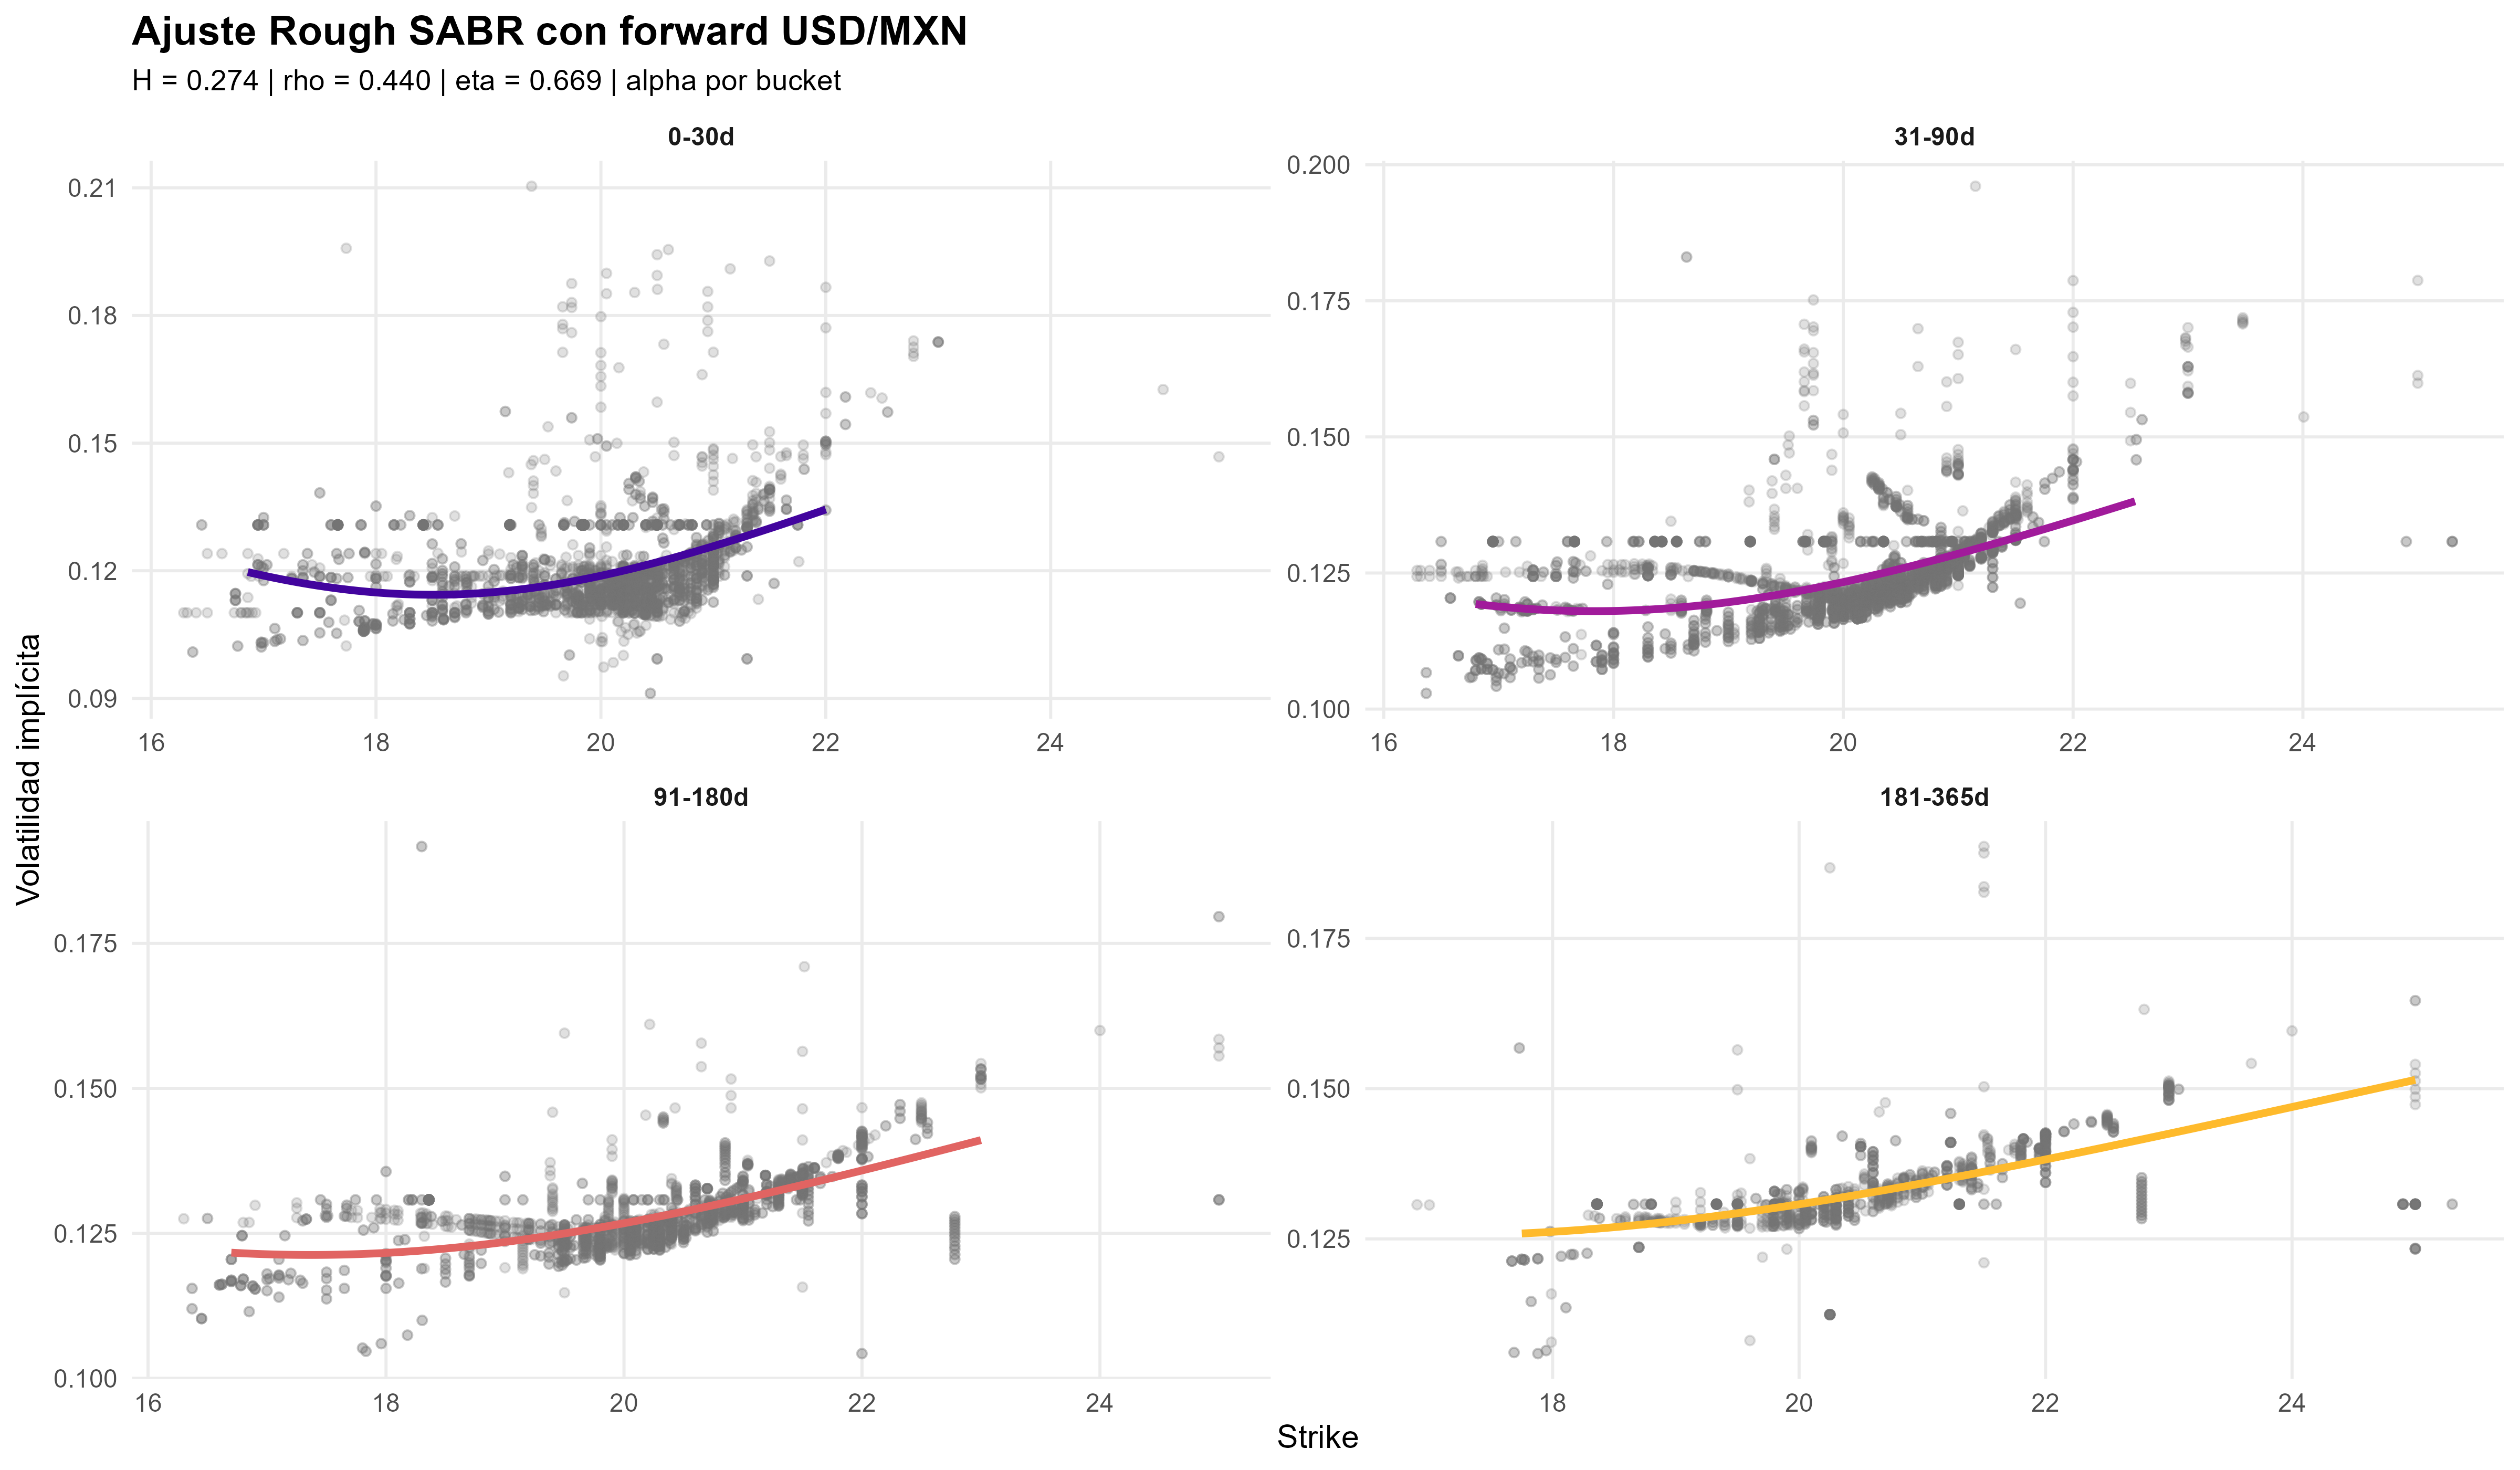 Ajuste Rough SABR con forward USD/MXN
H = 0.274 | rho = 0.440 | eta = 0.669 | alpha por bucket
0-30d
0.21
0.18
0.15
0.12
0.09
16 18 20 22 24
31-90d
0.200
0.175
0.150
0.125
0.100
16 18 20 22 24
Volatilidad implícita
91-180d
0.175
0.150
0.125
0.100
16 18 20 22 24
181-365d
0.175
0.150
0.125
18 20 22 24
Strike